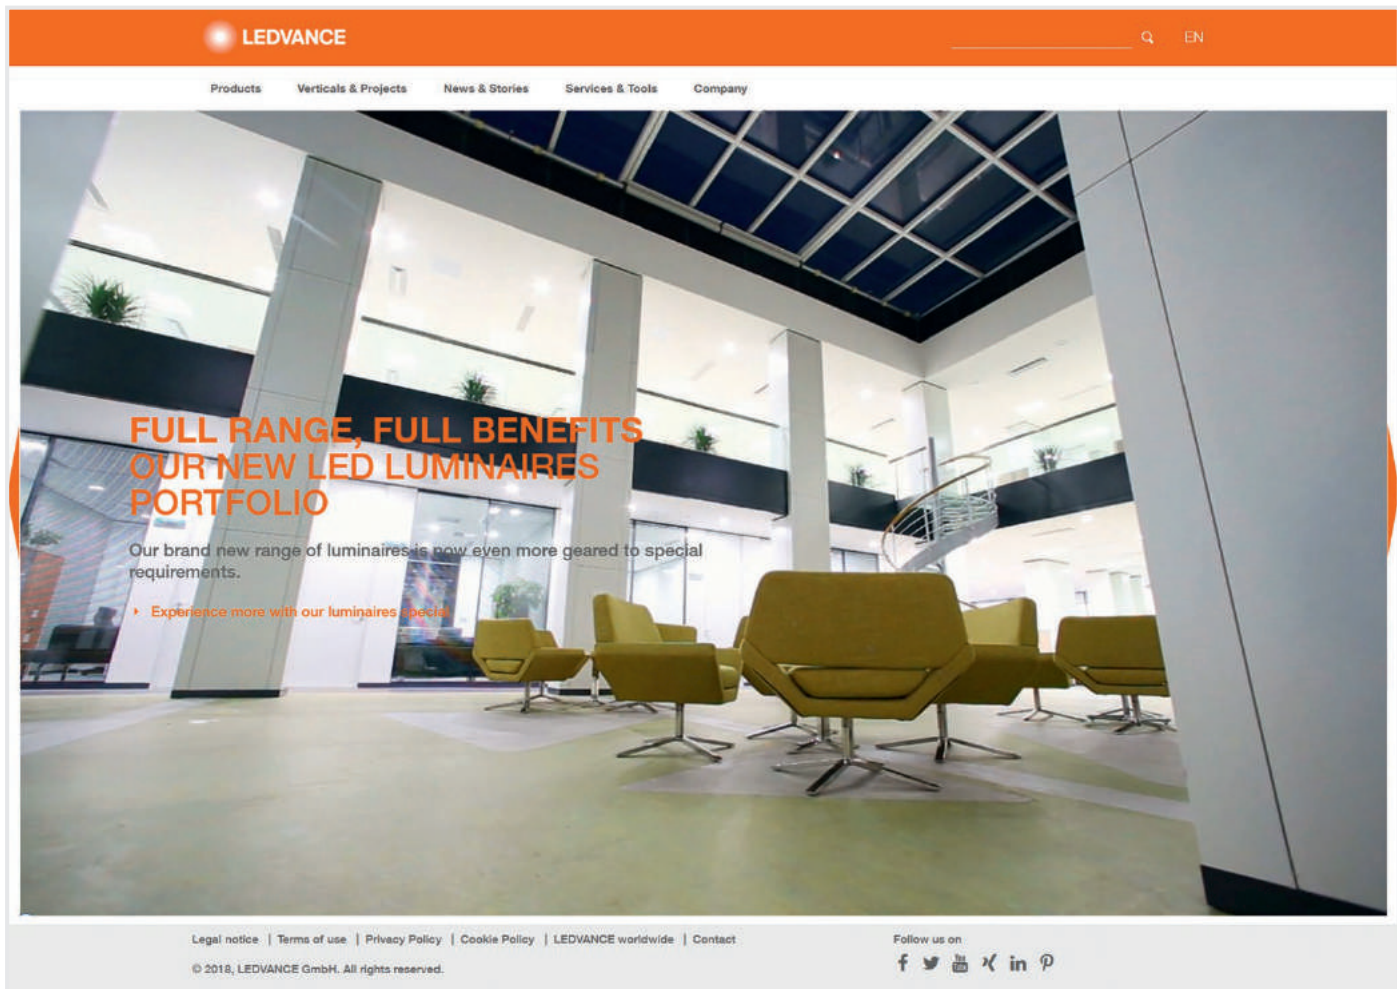 LEDVANCE
EN
Products Verticals & Projects News & Stories Services & Tools Company
FULL RANGE, FULL BENEFITS
OUR NEW LED LUMINAIRES
PORTFOLIO
Our brand new range of luminaires is now even more geared to special
requirements.
Experience more with our luminaires special
Legal notice | Terms of use | Privacy Policy | Cookie Policy | LEDVANCE worldwide | Contact
Follow us on
© 2018, LEDVANCE GmbH. All rights reserved.